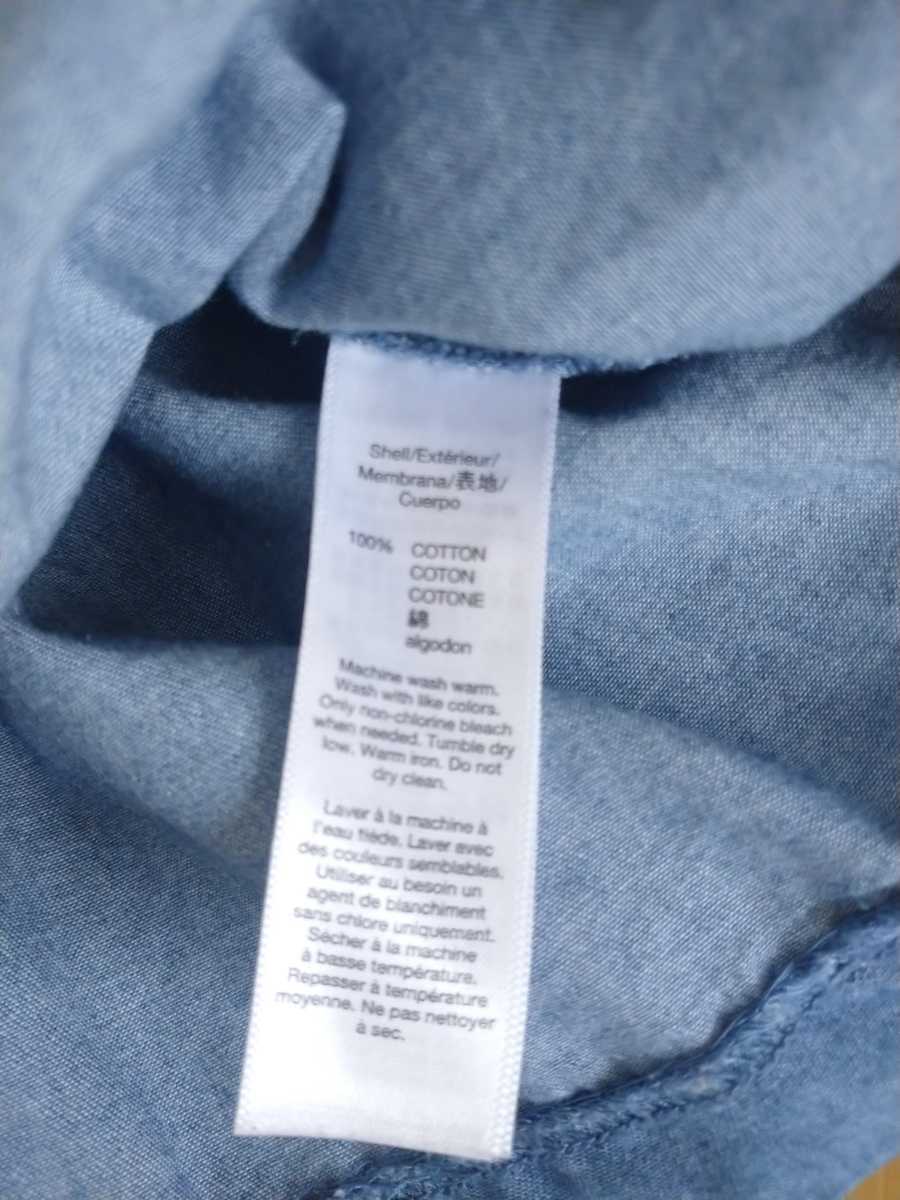 Shell/Extérieur/
Membrana/表地/
Cuerpo
100% COTTON
COTON
COTONE
綿
algodon
Machine wash warm.
Wash with like colors.
Only non-chlorine bleach
when needed. Tumble dry
low. Warm iron. Do not
dry clean.
Laver à la machine à
l'eau tiède. Laver avec
des couleurs semblables.
Utiliser au besoin un
agent de blanchiment
sans chlore uniquement.
Sécher à la machine
à basse température.
Repasser à température
moyenne. Ne pas nettoyer
à sec.